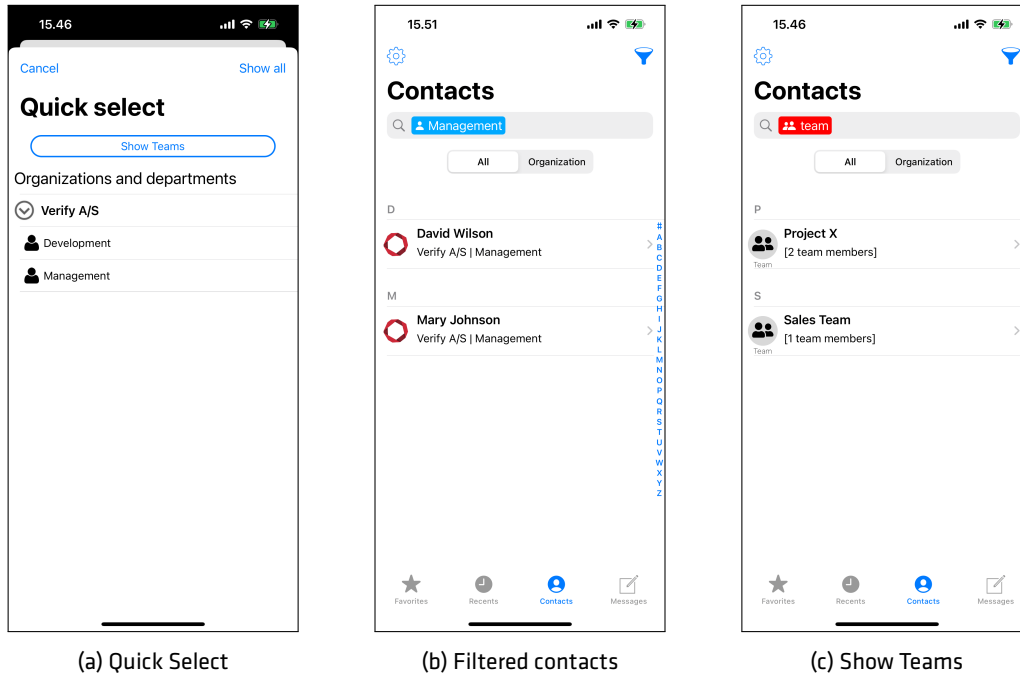 15.46
Cancel
Show all
Quick select
Show Teams
Organizations and departments
Verify A/S
Development
Management
(a) Quick Select
15.51
Contacts
Management
All
Organization
D
David Wilson
Verify A/S | Management
M
Mary Johnson
Verify A/S | Management
#
A
B
C
D
E
F
G
H
I
J
K
L
M
N
O
P
Q
R
S
T
U
V
W
X
Y
Z
Favorites
Recents
Contacts
Messages
(b) Filtered contacts
15.46
Contacts
team
All
Organization
P
Project X
[2 team members]
Team
S
Sales Team
[1 team members]
Team
Favorites
Recents
Contacts
Messages
(c) Show Teams